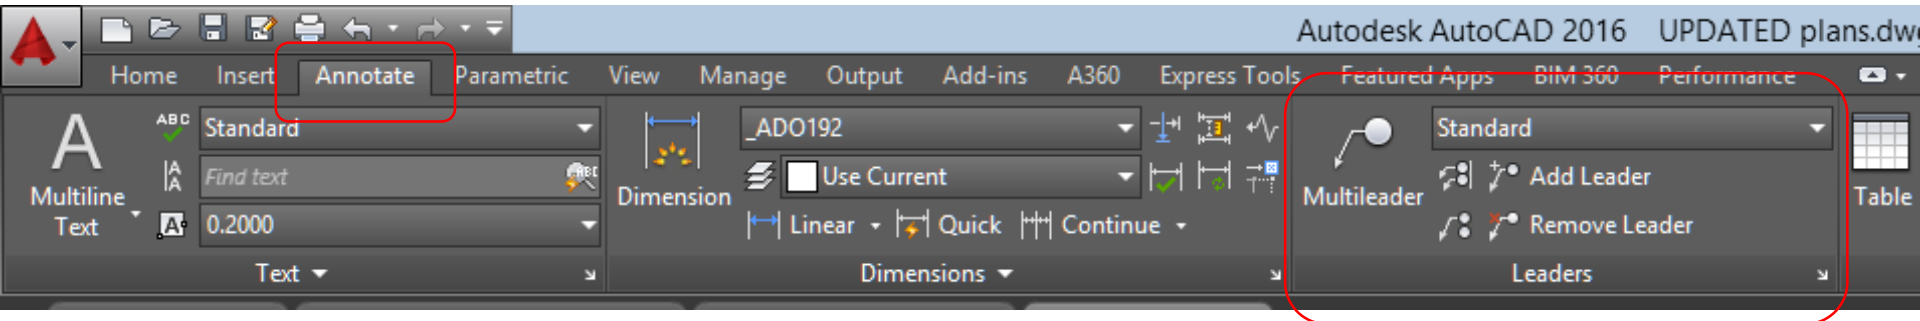 Autodesk AutoCAD 2016 UPDATED plans.dwg
Home Insert Annotate Parametric View Manage Output Add-ins A360 Express Tools Featured Apps BIM 360 Performance
A ABC Standard _ADO192 Standard
A A Find text ABC Use Current Add Leader
Multiline Text Dimension Multileader Table
A 0.2000 Linear Quick Continue Remove Leader
Text Dimensions Leaders